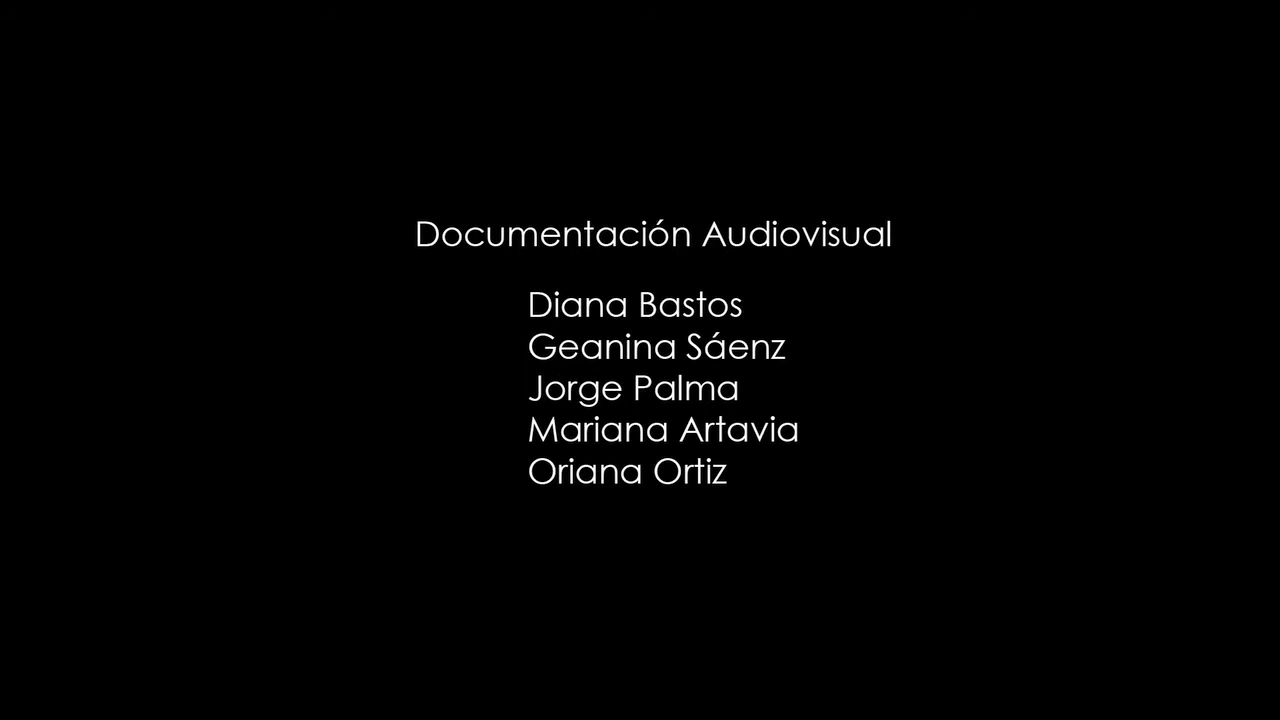 Documentación Audiovisual
Diana Bastos
Geanina Sáenz
Jorge Palma
Mariana Artavia
Oriana Ortiz